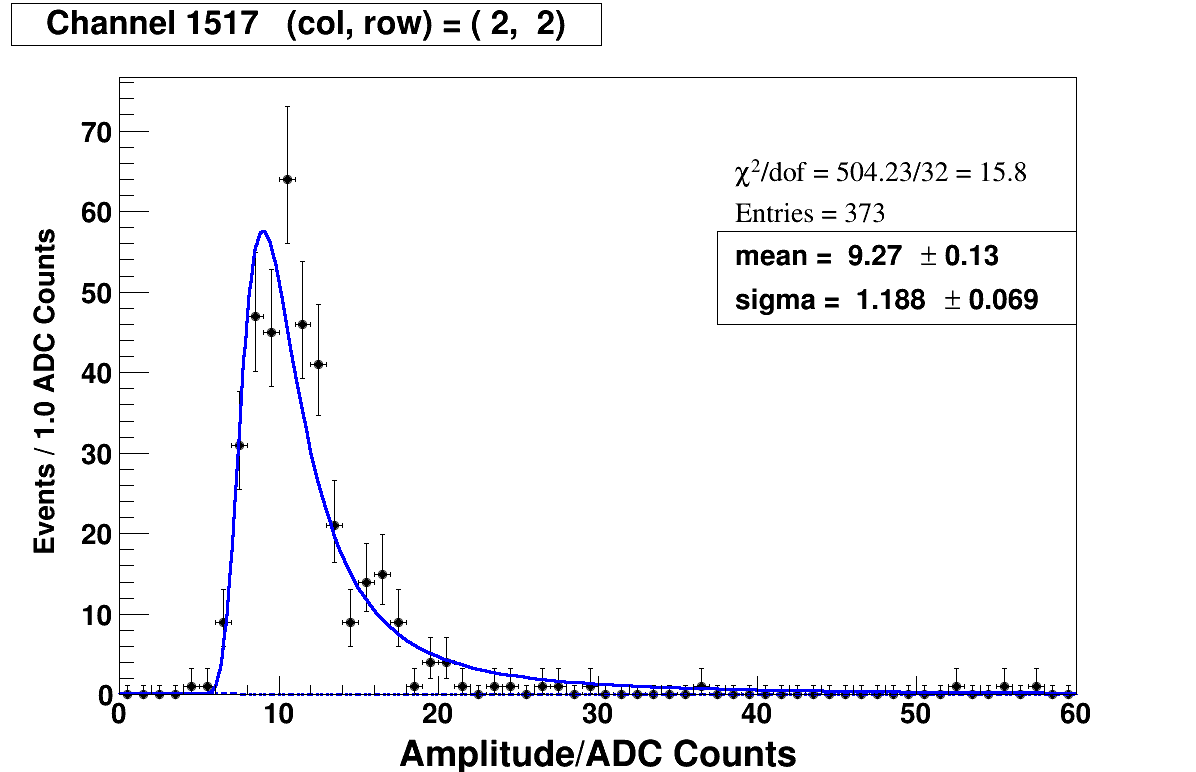 Channel 1517 (col, row) = ( 2, 2)
χ²/dof = 504.23/32 = 15.8
Entries = 373
mean = 9.27 ± 0.13
sigma = 1.188 ± 0.069
Events / 1.0 ADC Counts
70
60
50
40
30
20
10
0
0 10 20 30 40 50 60
Amplitude/ADC Counts